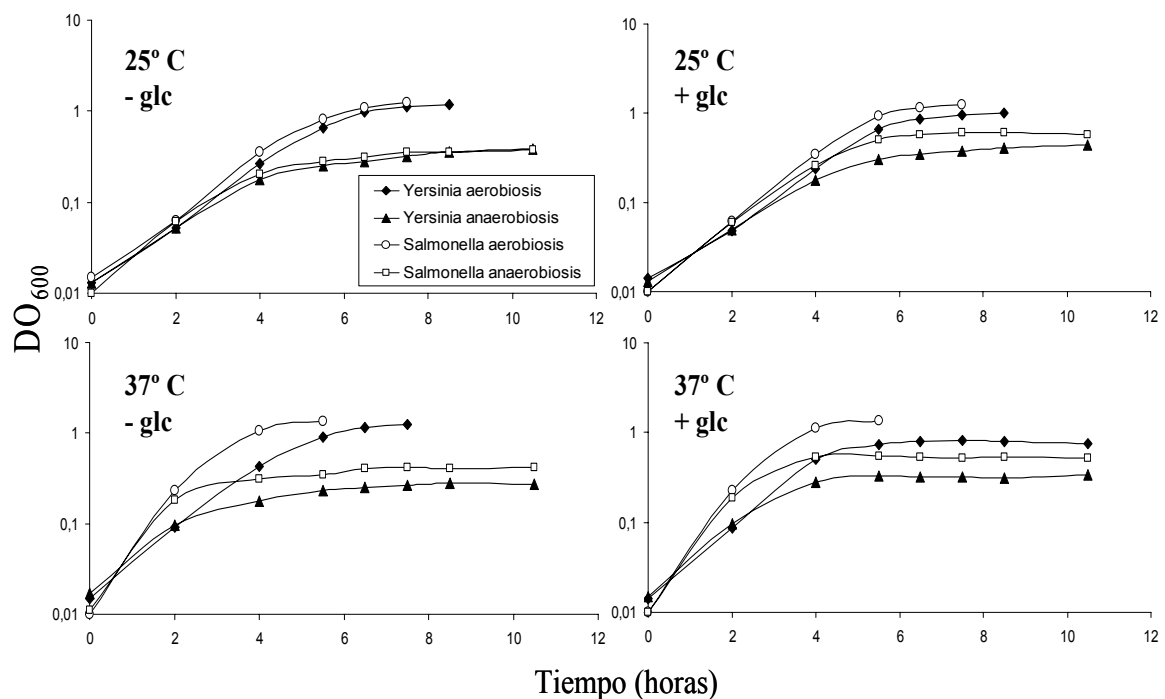 25º C
- glc
1
0,1
0,01
0 2 4 6 8 10 12
Yersinia aerobiosis
Yersinia anaerobiosis
Salmonella aerobiosis
Salmonella anaerobiosis
10
25º C
+ glc
10
1
0,1
0,01
0 2 4 6 8 10 12
DO600
37º C
- glc
10
1
0,1
0,01
0 2 4 6 8 10 12
37º C
+ glc
10
1
0,1
0,01
0 2 4 6 8 10 12
Tiempo (horas)